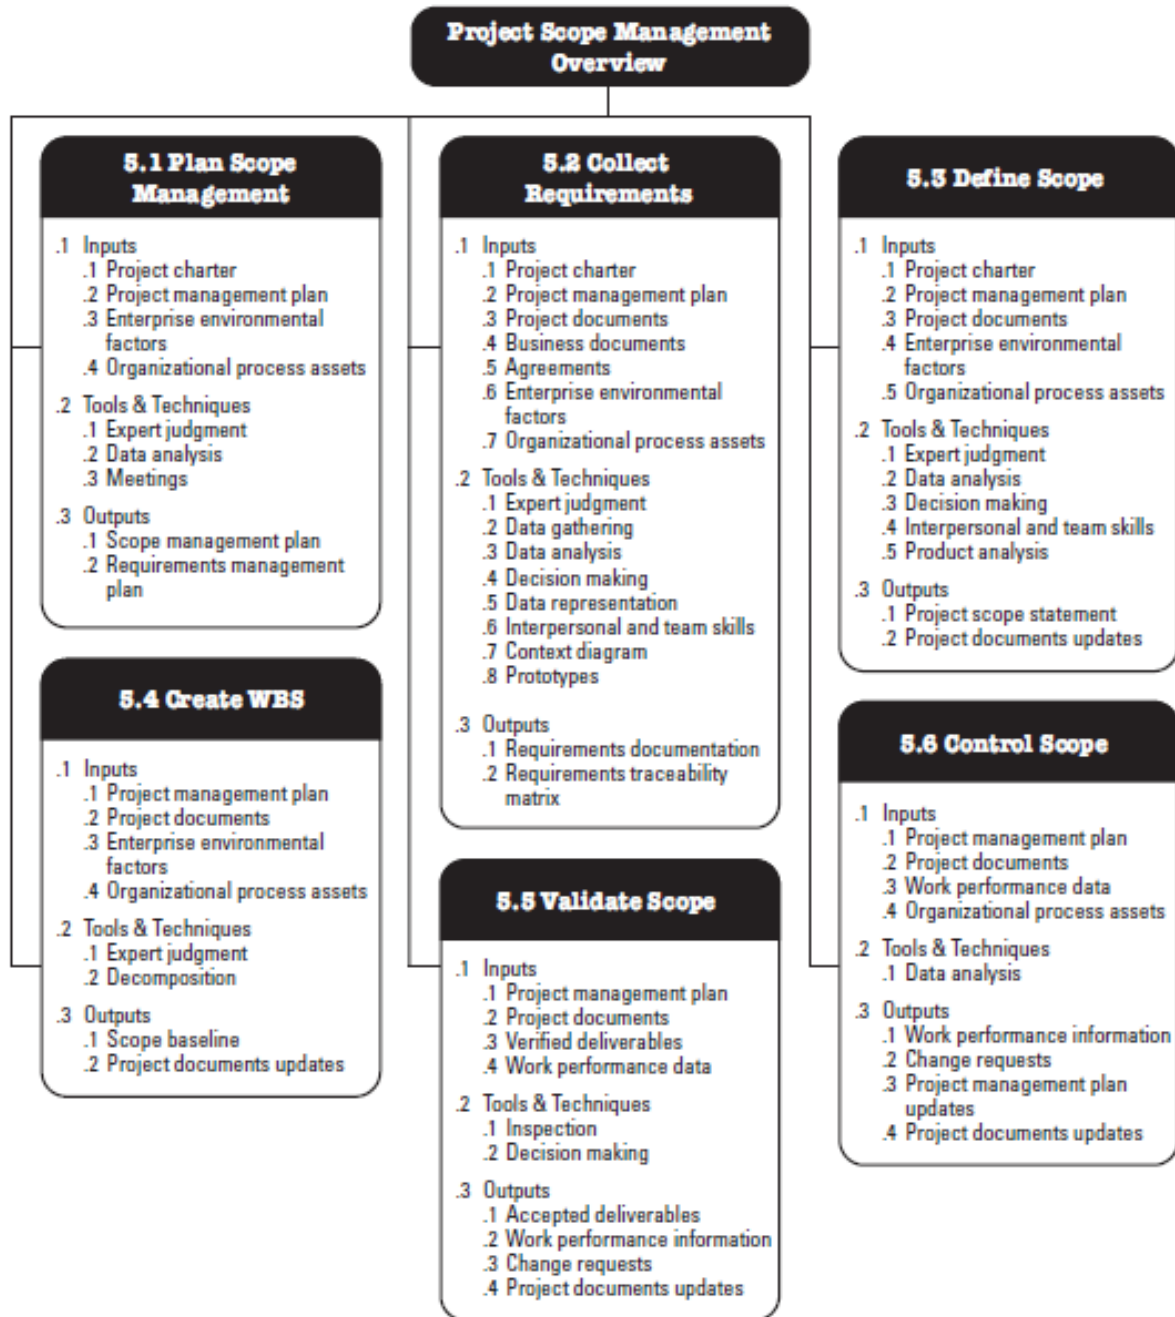 Project Scope Management
Overview
5.1 Plan Scope
Management
.1 Inputs
.1 Project charter
.2 Project management plan
.3 Enterprise environmental
factors
.4 Organizational process assets
.2 Tools & Techniques
.1 Expert judgment
.2 Data analysis
.3 Meetings
.3 Outputs
.1 Scope management plan
.2 Requirements management
plan
5.2 Collect
Requirements
.1 Inputs
.1 Project charter
.2 Project management plan
.3 Project documents
.4 Business documents
.5 Agreements
.6 Enterprise environmental
factors
.7 Organizational process assets
.2 Tools & Techniques
.1 Expert judgment
.2 Data gathering
.3 Data analysis
.4 Decision making
.5 Data representation
.6 Interpersonal and team skills
.7 Context diagram
.8 Prototypes
.3 Outputs
.1 Requirements documentation
.2 Requirements traceability
matrix
5.3 Define Scope
.1 Inputs
.1 Project charter
.2 Project management plan
.3 Project documents
.4 Enterprise environmental
factors
.5 Organizational process assets
.2 Tools & Techniques
.1 Expert judgment
.2 Data analysis
.3 Decision making
.4 Interpersonal and team skills
.5 Product analysis
.3 Outputs
.1 Project scope statement
.2 Project documents updates
5.4 Create WBS
.1 Inputs
.1 Project management plan
.2 Project documents
.3 Enterprise environmental
factors
.4 Organizational process assets
.2 Tools & Techniques
.1 Expert judgment
.2 Decomposition
.3 Outputs
.1 Scope baseline
.2 Project documents updates
5.5 Validate Scope
.1 Inputs
.1 Project management plan
.2 Project documents
.3 Verified deliverables
.4 Work performance data
.2 Tools & Techniques
.1 Inspection
.2 Decision making
.3 Outputs
.1 Accepted deliverables
.2 Work performance information
.3 Change requests
.4 Project documents updates
5.6 Control Scope
.1 Inputs
.1 Project management plan
.2 Project documents
.3 Work performance data
.4 Organizational process assets
.2 Tools & Techniques
.1 Data analysis
.3 Outputs
.1 Work performance information
.2 Change requests
.3 Project management plan
updates
.4 Project documents updates